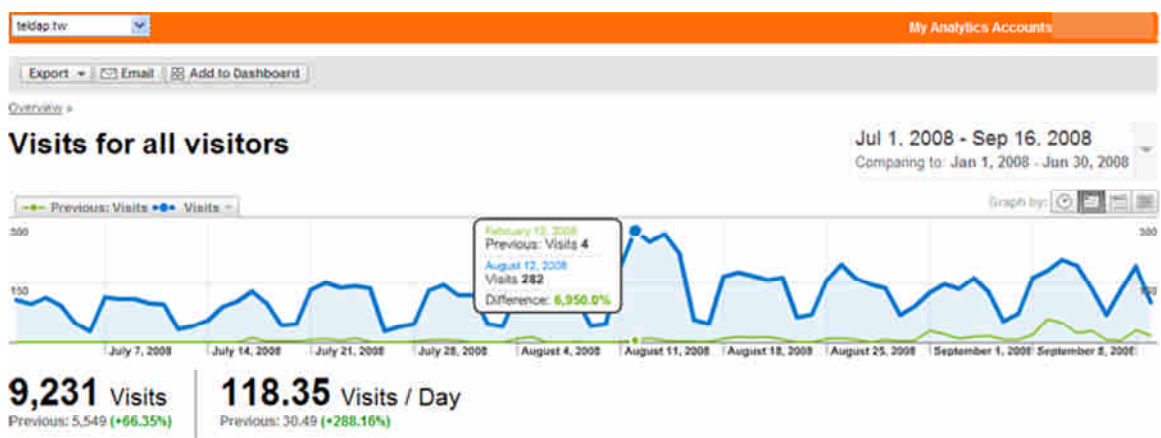 teldap.tw
My Analytics Accounts
Export
Email
Add to Dashboard
Overview »
Visits for all visitors
Jul 1, 2008 - Sep 16, 2008
Comparing to: Jan 1, 2008 - Jun 30, 2008
Previous: Visits
Visits
Graph by:
300
300
February 12, 2008
Previous: Visits 4
August 12, 2008
Visits 282
Difference: 6,950.0%
150
150
July 7, 2008
July 14, 2008
July 21, 2008
July 28, 2008
August 4, 2008
August 11, 2008
August 18, 2008
August 25, 2008
September 1, 2008
September 8, 2008
9,231 Visits
Previous: 5,549 (+66.35%)
118.35 Visits / Day
Previous: 30.49 (+288.16%)